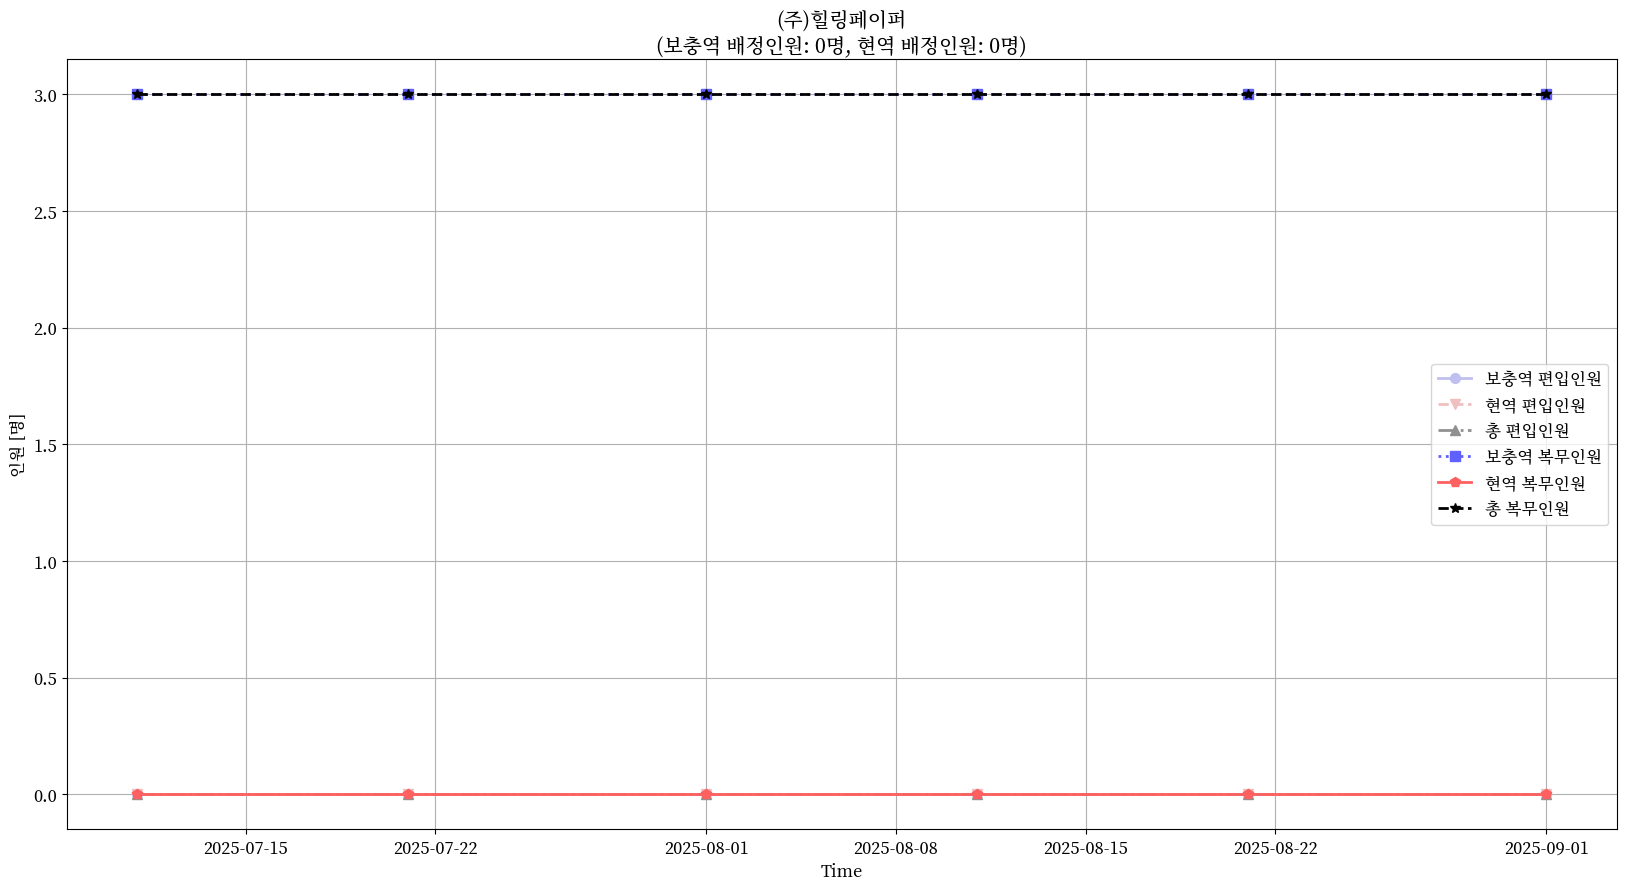 (주)힐링페이퍼
(보충역 배정인원: 0명, 현역 배정인원: 0명)
3.0
2.5
2.0
1.5
1.0
0.5
0.0
인원 [명]
보충역 편입인원
현역 편입인원
총 편입인원
보충역 복무인원
현역 복무인원
총 복무인원
2025-07-15 2025-07-22 2025-08-01 2025-08-08 2025-08-15 2025-08-22 2025-09-01
Time